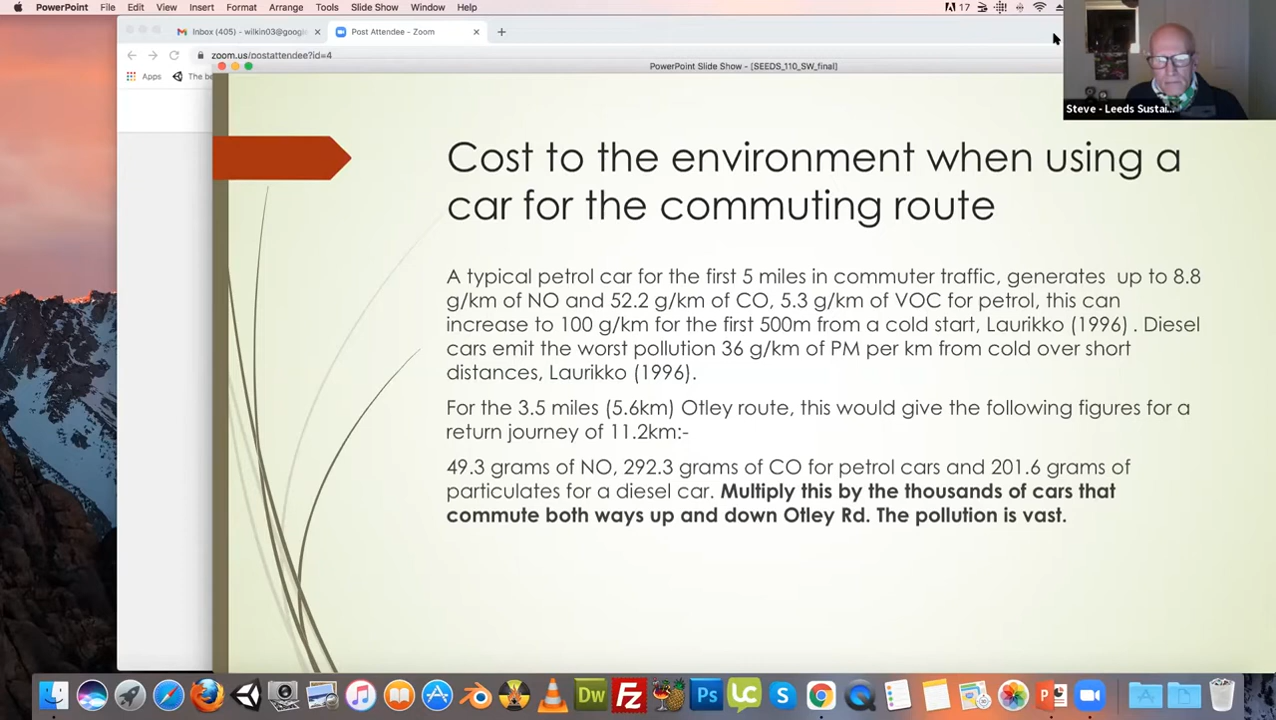 PowerPoint File Edit View Insert Format Arrange Tools Slide Show Window Help
17
Inbox (405) - wilkin03@googl
Post Attendee - Zoom
zoom.us/postattendee?id=4
Apps
The be
PowerPoint Slide Show - [SEEDS_110_SW_final]
Steve - Leeds Sustai...
Cost to the environment when using a
car for the commuting route
A typical petrol car for the first 5 miles in commuter traffic, generates up to 8.8
g/km of NO and 52.2 g/km of CO, 5.3 g/km of VOC for petrol, this can
increase to 100 g/km for the first 500m from a cold start, Laurikko (1996) . Diesel
cars emit the worst pollution 36 g/km of PM per km from cold over short
distances, Laurikko (1996).
For the 3.5 miles (5.6km) Otley route, this would give the following figures for a
return journey of 11.2km:-
49.3 grams of NO, 292.3 grams of CO for petrol cars and 201.6 grams of
particulates for a diesel car. Multiply this by the thousands of cars that
commute both ways up and down Otley Rd. The pollution is vast.
Dw
Fz
Ps
UC
S
P